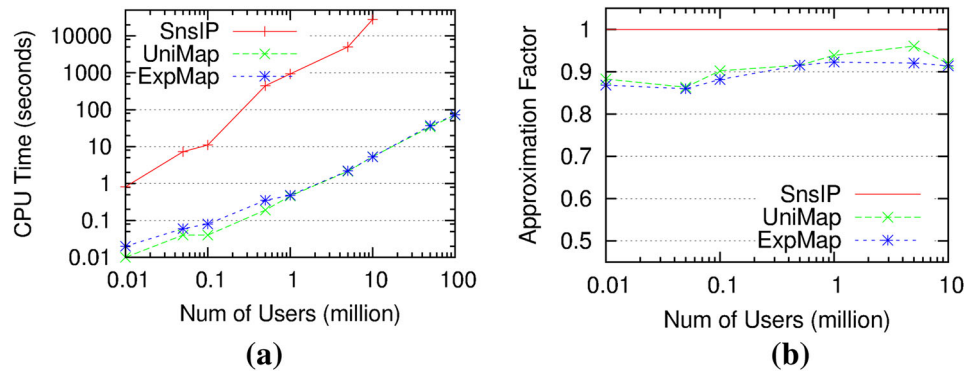 CPU Time (seconds)
10000
1000
100
10
1
0.1
0.01
SnsIP
UniMap
ExpMap
0.01 0.1 1 10 100
Num of Users (million)
(a)
Approximation Factor
1
0.9
0.8
0.7
0.6
0.5
SnsIP
UniMap
ExpMap
0.01 0.1 1 10
Num of Users (million)
(b)